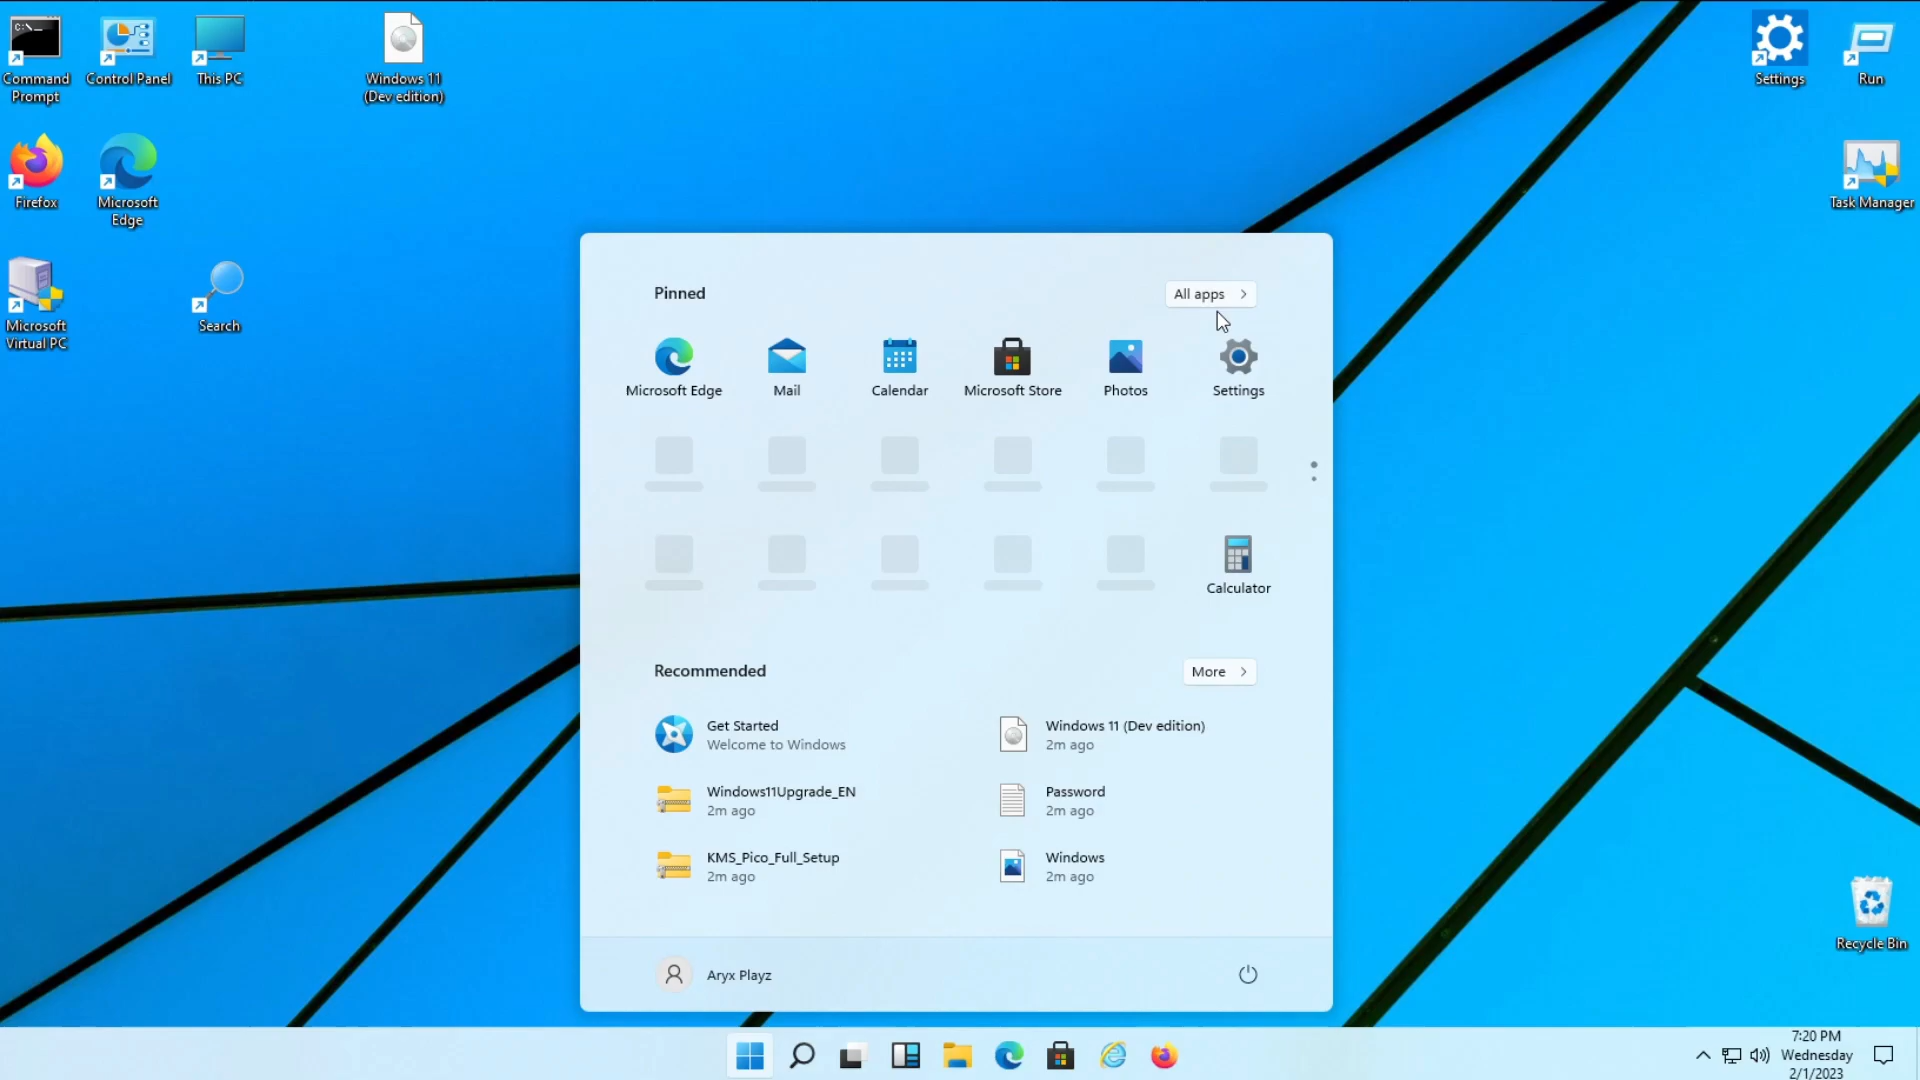 Command
Prompt
Control Panel
This PC
Windows 11
(Dev edition)
Settings
Run
Firefox
Microsoft
Edge
Task Manager
Microsoft
Virtual PC
Search
Pinned
All apps
Microsoft Edge
Mail
Calendar
Microsoft Store
Photos
Settings
Calculator
Recommended
More
Get Started
Welcome to Windows
Windows 11 (Dev edition)
2m ago
Windows11Upgrade_EN
2m ago
Password
2m ago
KMS_Pico_Full_Setup
2m ago
Windows
2m ago
Recycle Bin
Aryx Playz
7:20 PM
Wednesday
2/1/2023